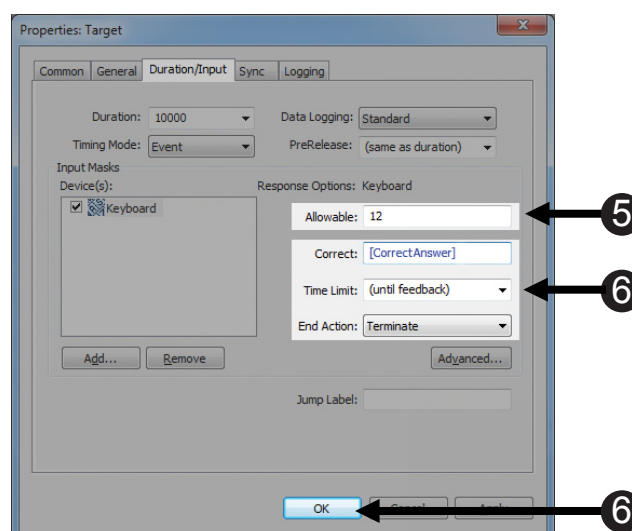 Properties: Target
Common General Duration/Input Sync Logging
Duration: 10000 Data Logging: Standard
Timing Mode: Event PreRelease: (same as duration)
Input Masks
Device(s): Response Options: Keyboard
Keyboard
Allowable: 12
5
Correct: [CorrectAnswer]
Time Limit: (until feedback)
6
End Action: Terminate
Add... Remove Advanced...
Jump Label:
OK Cancel Apply
6